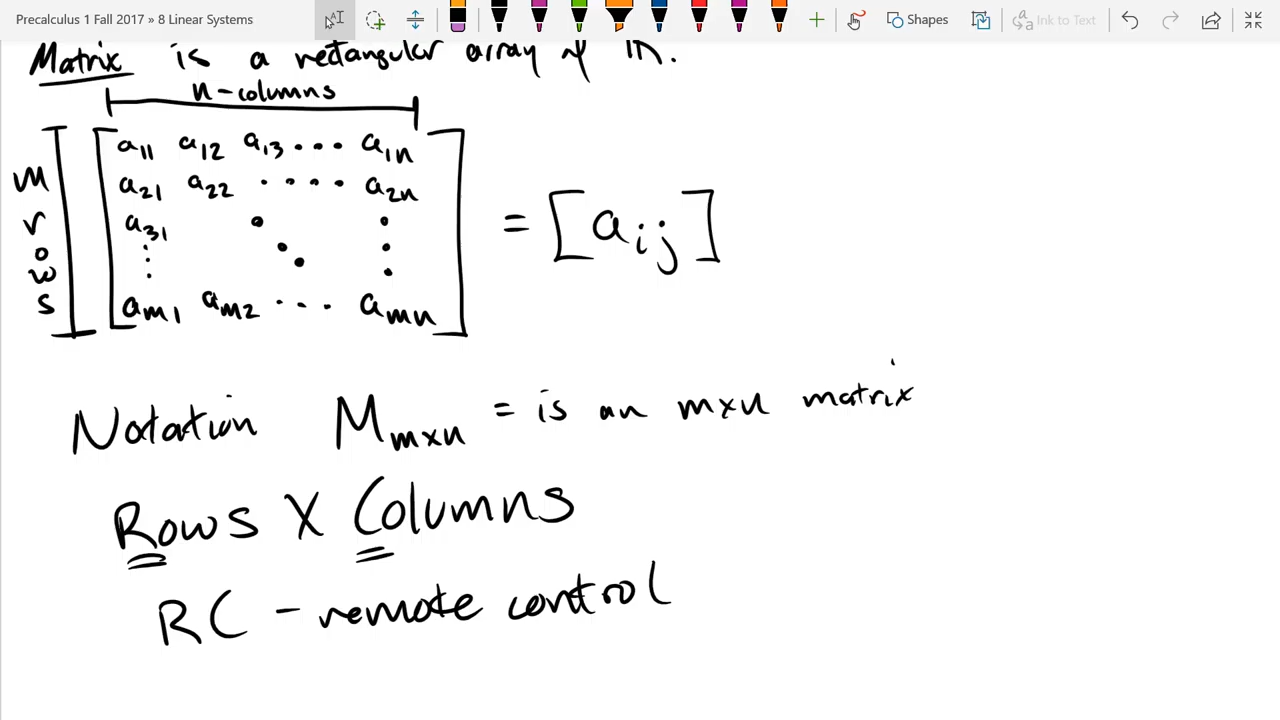 Precalculus 1 Fall 2017 » 8 Linear Systems
Shapes
Ink to Text
Matrix is a rectangular array of
n-columns
m rows
a11 a12 a13 ... a1n
a21 a22 .... a2n
a31
am1 am2 ... amn
= [aij]
Notation Mmxn = is an mxn matrix
Rows X Columns
RC - remote control